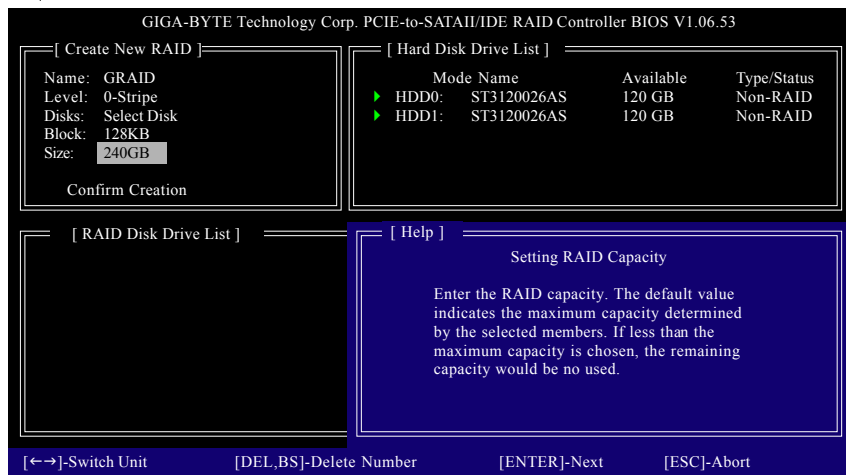 GIGA-BYTE Technology Corp. PCIE-to-SATAII/IDE RAID Controller BIOS V1.06.53
[ Create New RAID ]
Name: GRAID
Level: 0-Stripe
Disks: Select Disk
Block: 128KB
Size: 240GB
Confirm Creation
[ Hard Disk Drive List ]
Mode Name Available Type/Status
HDD0: ST3120026AS 120 GB Non-RAID
HDD1: ST3120026AS 120 GB Non-RAID
[ RAID Disk Drive List ]
[ Help ]
Setting RAID Capacity
Enter the RAID capacity. The default value
indicates the maximum capacity determined
by the selected members. If less than the
maximum capacity is chosen, the remaining
capacity would be no used.
[←→]-Switch Unit [DEL,BS]-Delete Number [ENTER]-Next [ESC]-Abort